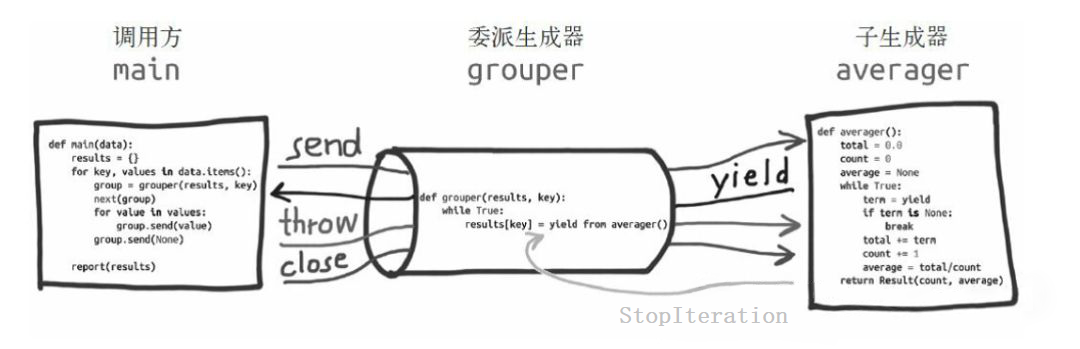 调用方
main
委派生成器
grouper
子生成器
averager
def main(data):
    results = {}
    for key, values in data.items():
        group = grouper(results, key)
        next(group)
        for value in values:
            group.send(value)
        group.send(None)
    report(results)
send
throw
close
def grouper(results, key):
    while True:
        results[key] = yield from averager()
yield
StopIteration
def averager():
    total = 0.0
    count = 0
    average = None
    while True:
        term = yield
        if term is None:
            break
        total += term
        count += 1
        average = total/count
    return Result(count, average)